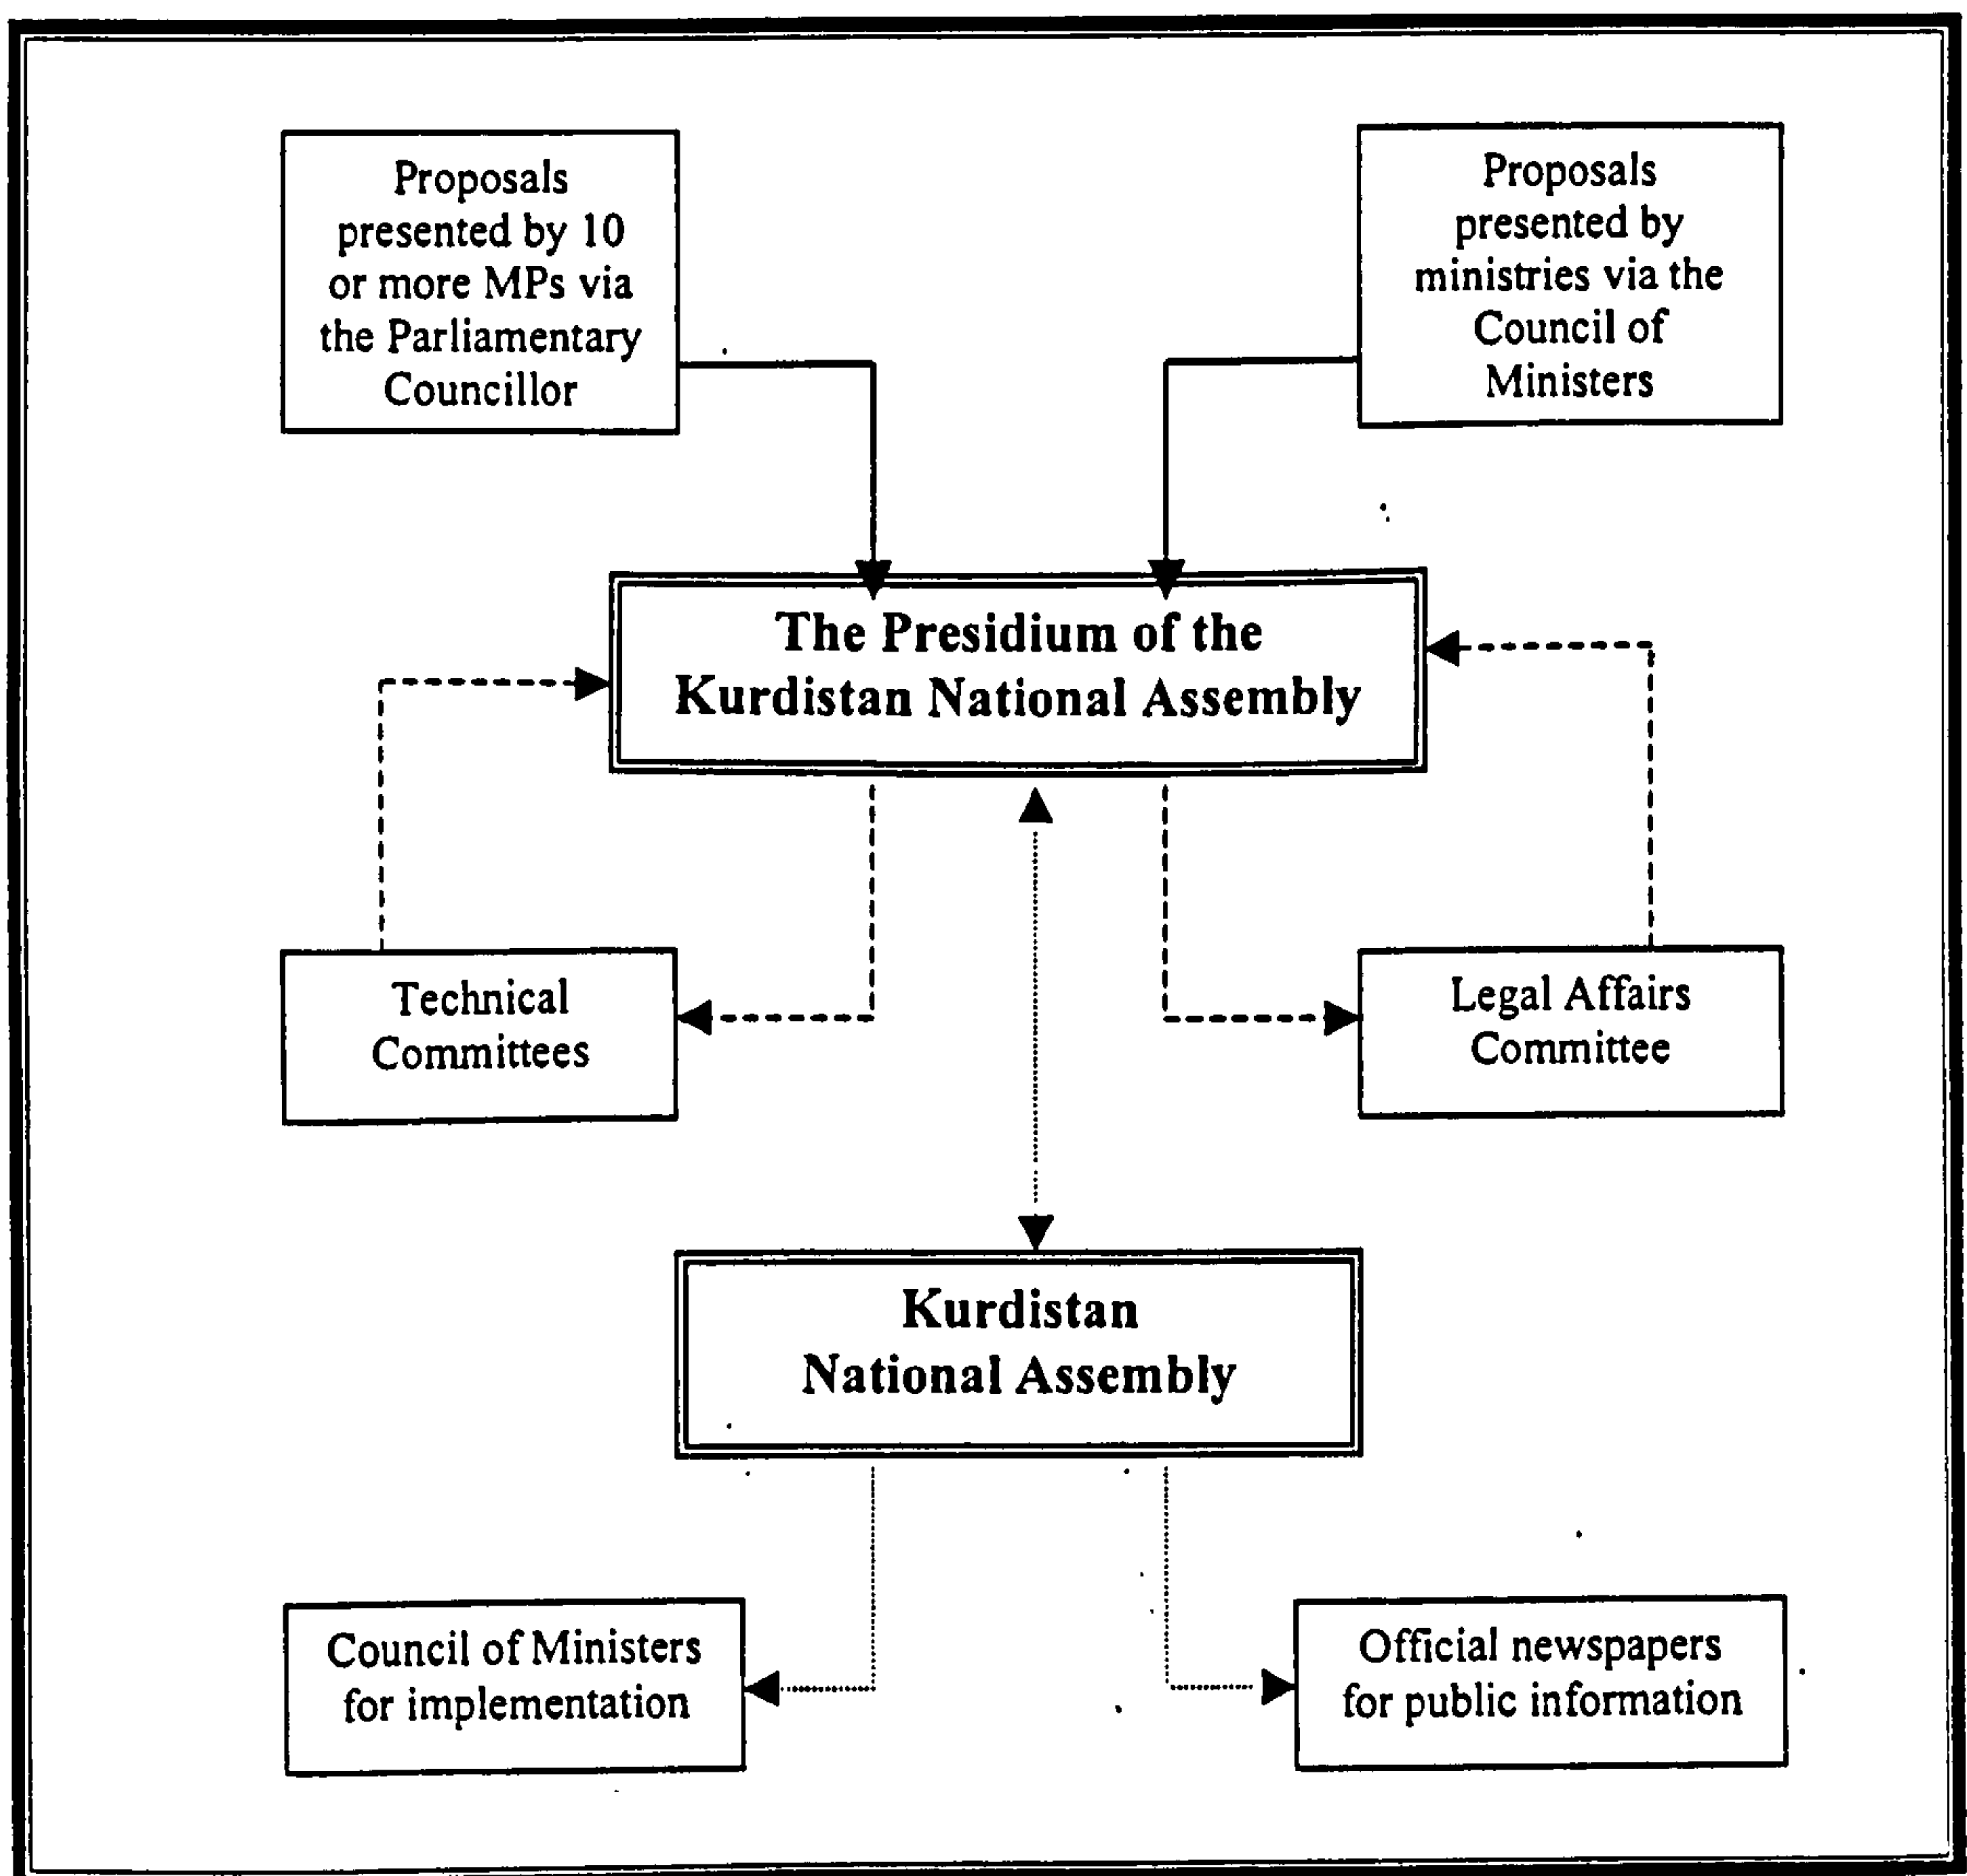 Proposals
presented by 10
or more MPs via
the Parliamentary
Councillor
Proposals
presented by
ministries via the
Council of
Ministers
The Presidium of the
Kurdistan National Assembly
Technical
Committees
Legal Affairs
Committee
Kurdistan
National Assembly
Council of Ministers
for implementation
Official newspapers
for public information